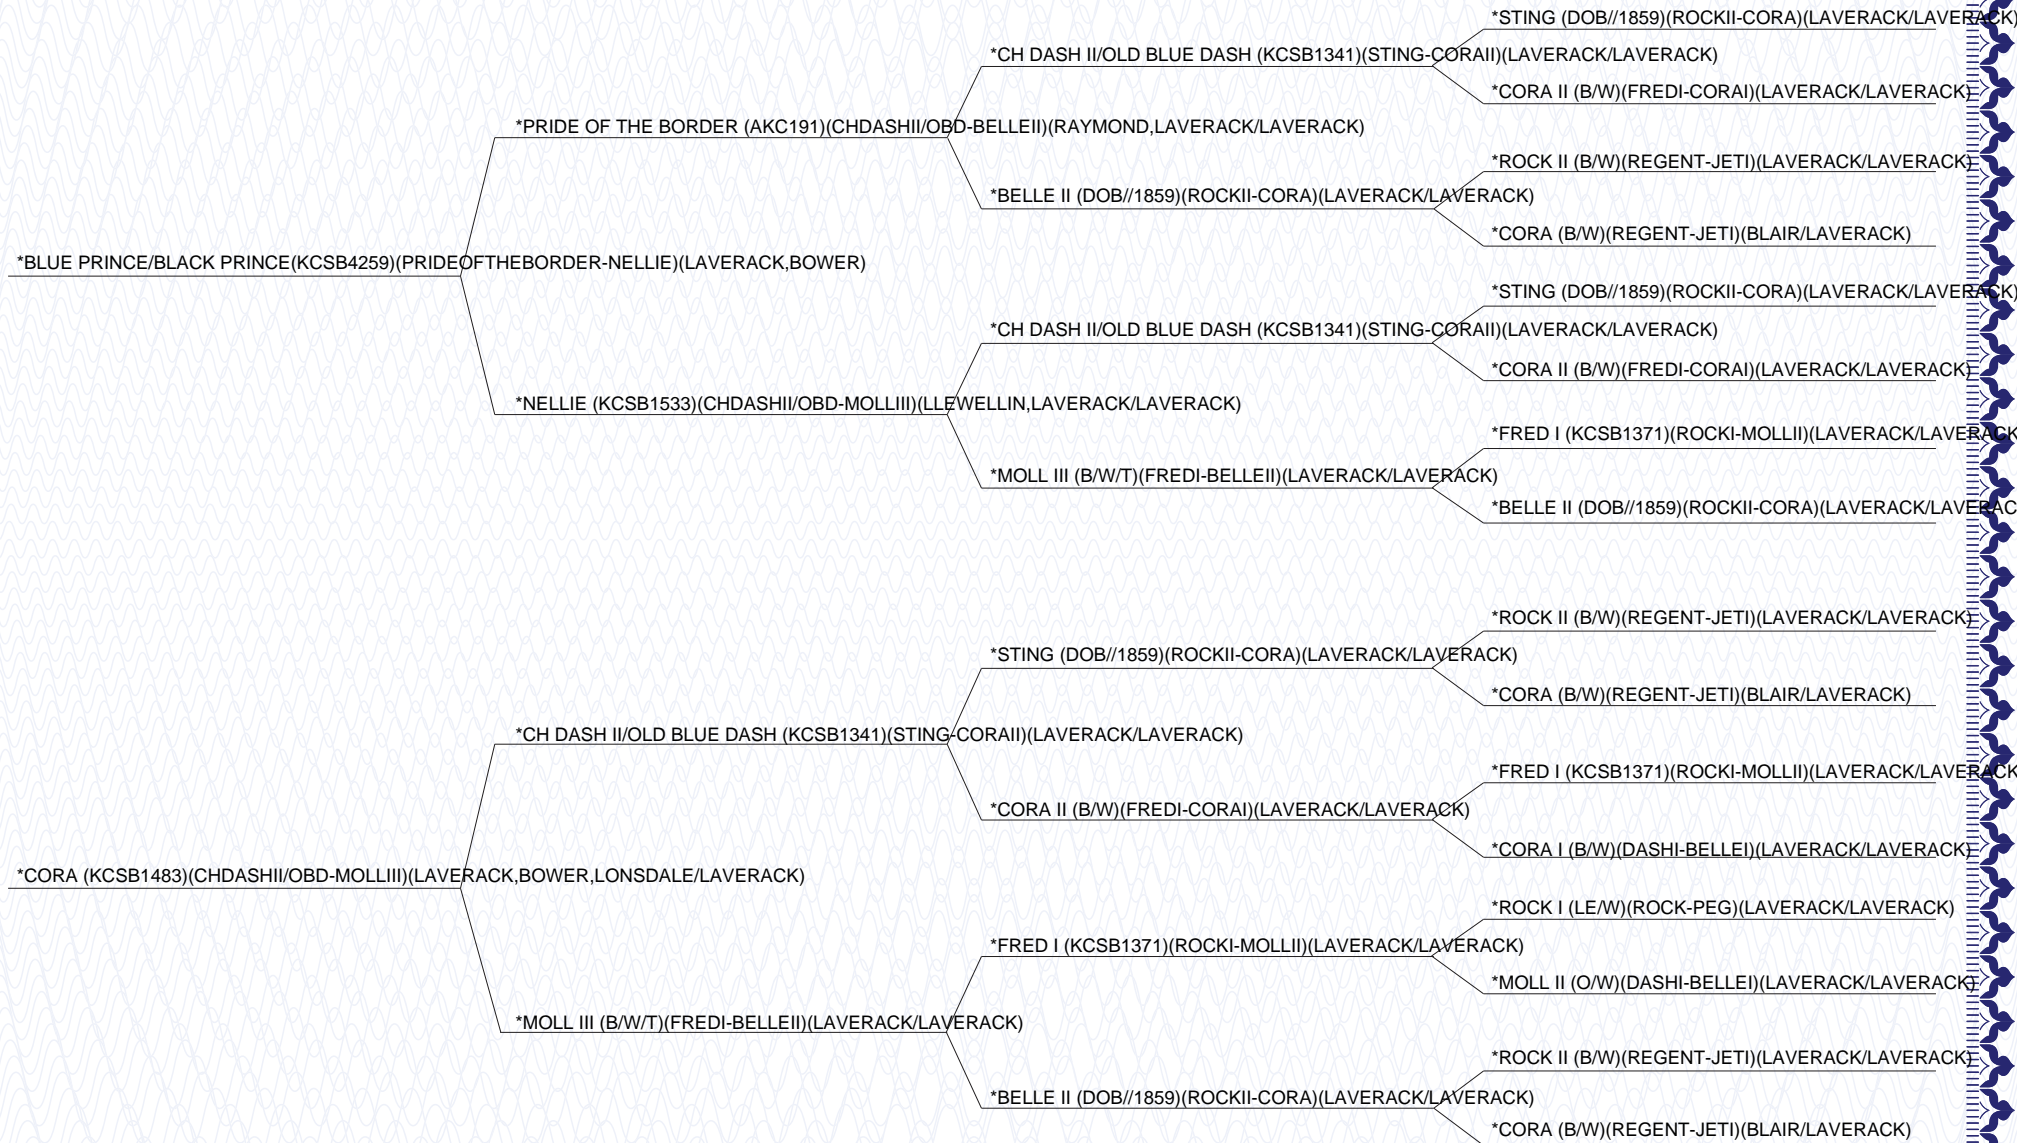 *STING (DOB//1859)(ROCKII-CORA)(LAVERACK/LAVERACK)
*CH DASH II/OLD BLUE DASH (KCSB1341)(STING-CORAII)(LAVERACK/LAVERACK)
*CORA II (B/W)(FREDI-CORAI)(LAVERACK/LAVERACK)
*PRIDE OF THE BORDER (AKC191)(CHDASHII/OBD-BELLEII)(RAYMOND,LAVERACK/LAVERACK)
*ROCK II (B/W)(REGENT-JETI)(LAVERACK/LAVERACK)
*BELLE II (DOB//1859)(ROCKII-CORA)(LAVERACK/LAVERACK)
*CORA (B/W)(REGENT-JETI)(BLAIR/LAVERACK)
*BLUE PRINCE/BLACK PRINCE(KCSB4259)(PRIDEOFTHEBORDER-NELLIE)(LAVERACK,BOWER)
*STING (DOB//1859)(ROCKII-CORA)(LAVERACK/LAVERACK)
*CH DASH II/OLD BLUE DASH (KCSB1341)(STING-CORAII)(LAVERACK/LAVERACK)
*CORA II (B/W)(FREDI-CORAI)(LAVERACK/LAVERACK)
*NELLIE (KCSB1533)(CHDASHII/OBD-MOLLIII)(LLEWELLIN,LAVERACK/LAVERACK)
*FRED I (KCSB1371)(ROCKI-MOLLII)(LAVERACK/LAVERACK
*MOLL III (B/W/T)(FREDI-BELLEII)(LAVERACK/LAVERACK)
*BELLE II (DOB//1859)(ROCKII-CORA)(LAVERACK/LAVERAC
*ROCK II (B/W)(REGENT-JETI)(LAVERACK/LAVERACK)
*STING (DOB//1859)(ROCKII-CORA)(LAVERACK/LAVERACK)
*CORA (B/W)(REGENT-JETI)(BLAIR/LAVERACK)
*CH DASH II/OLD BLUE DASH (KCSB1341)(STING-CORAII)(LAVERACK/LAVERACK)
*FRED I (KCSB1371)(ROCKI-MOLLII)(LAVERACK/LAVERACK
*CORA II (B/W)(FREDI-CORAI)(LAVERACK/LAVERACK)
*CORA I (B/W)(DASHI-BELLEI)(LAVERACK/LAVERACK)
*CORA (KCSB1483)(CHDASHII/OBD-MOLLIII)(LAVERACK,BOWER,LONSDALE/LAVERACK)
*ROCK I (LE/W)(ROCK-PEG)(LAVERACK/LAVERACK)
*FRED I (KCSB1371)(ROCKI-MOLLII)(LAVERACK/LAVERACK)
*MOLL II (O/W)(DASHI-BELLEI)(LAVERACK/LAVERACK)
*MOLL III (B/W/T)(FREDI-BELLEII)(LAVERACK/LAVERACK)
*ROCK II (B/W)(REGENT-JETI)(LAVERACK/LAVERACK)
*BELLE II (DOB//1859)(ROCKII-CORA)(LAVERACK/LAVERACK)
*CORA (B/W)(REGENT-JETI)(BLAIR/LAVERACK)